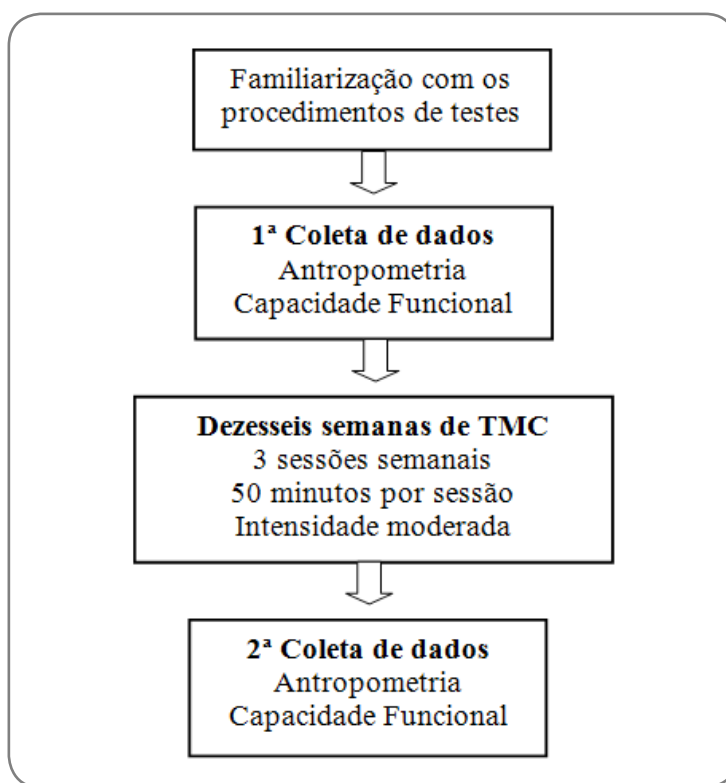 Familiarização com os
procedimentos de testes
1ª Coleta de dados
Antropometria
Capacidade Funcional
Dezesseis semanas de TMC
3 sessões semanais
50 minutos por sessão
Intensidade moderada
2ª Coleta de dados
Antropometria
Capacidade Funcional